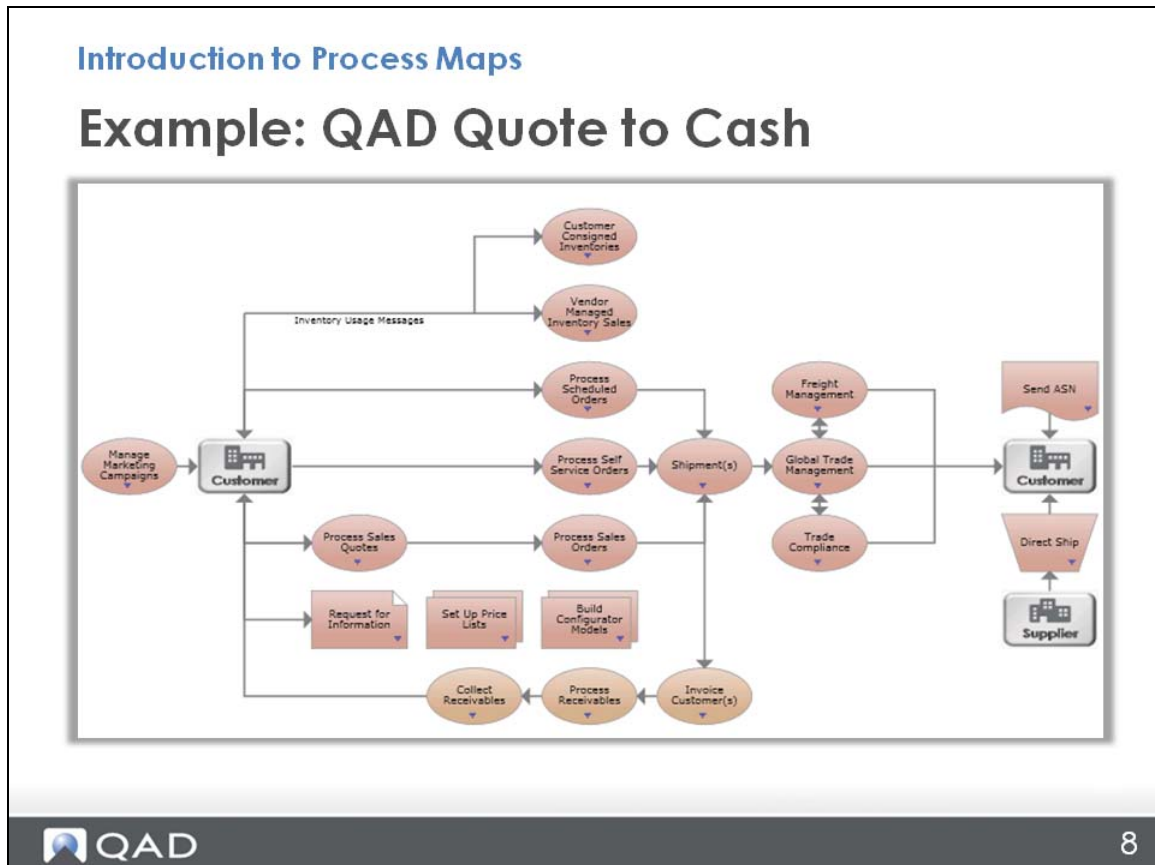 Introduction to Process Maps
Example: QAD Quote to Cash
Customer
Consigned
Inventories
Inventory Usage Messages
Vendor
Managed
Inventory Sales
Process
Scheduled
Orders
Freight
Management
Send ASN
Manage
Marketing
Campaigns
Customer
Process Self
Service Orders
Shipment(s)
Global Trade
Management
Customer
Process Sales
Quotes
Process Sales
Orders
Trade
Compliance
Direct Ship
Request for
Information
Set Up Price
Lists
Build
Configurator
Models
Supplier
Collect
Receivables
Process
Receivables
Invoice
Customer(s)
QAD
8